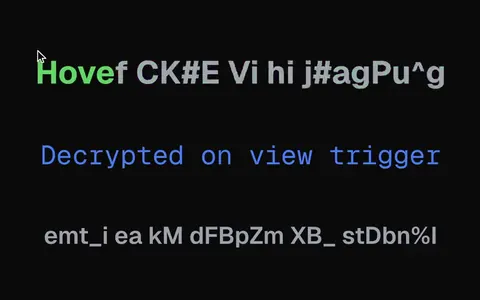 Hovef CK#E Vi hi j#agPu^g
Decrypted on view trigger
emt_i ea kM dFBpZm XB_ stDbn%l